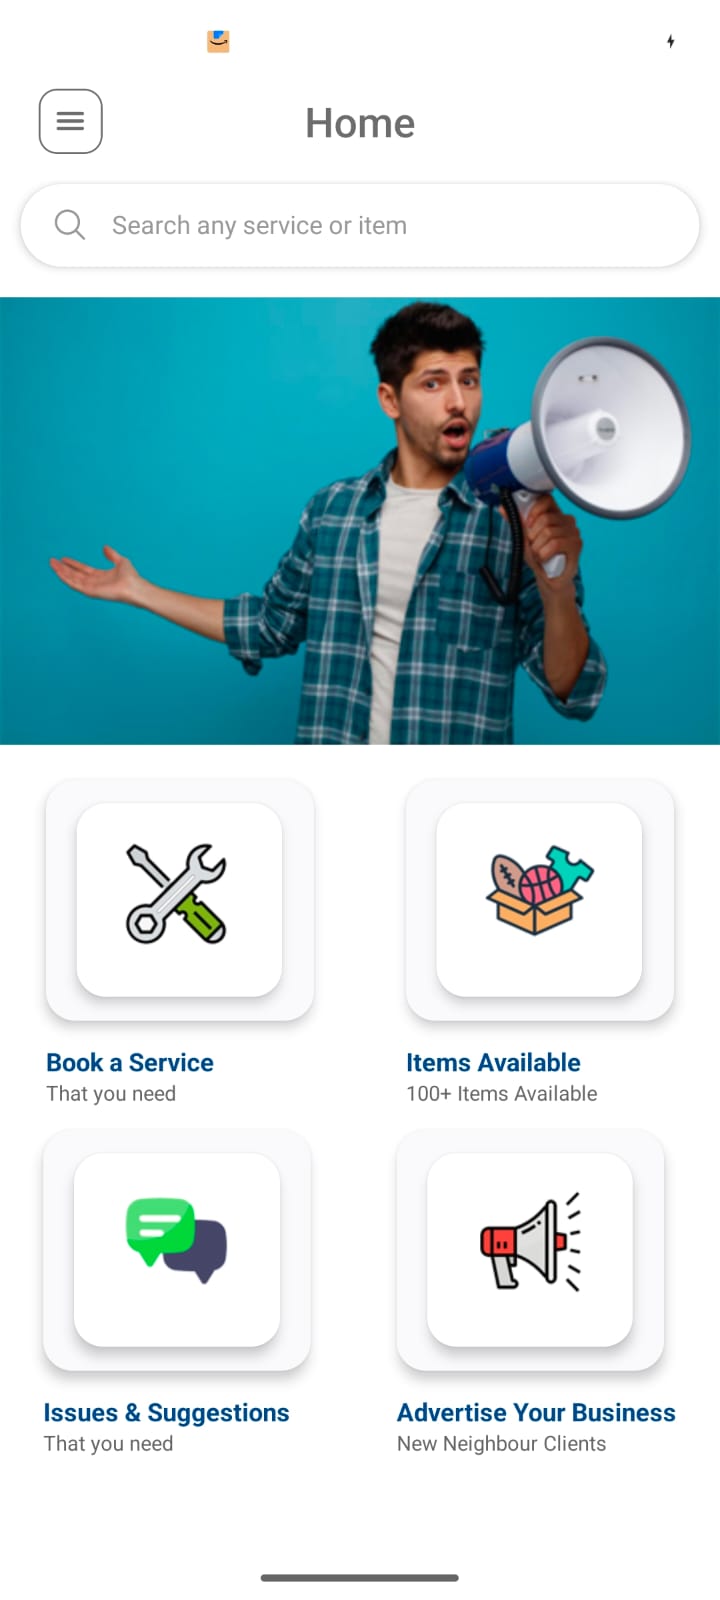 Home
Search any service or item
Book a Service
That you need
Items Available
100+ Items Available
Issues & Suggestions
That you need
Advertise Your Business
New Neighbour Clients